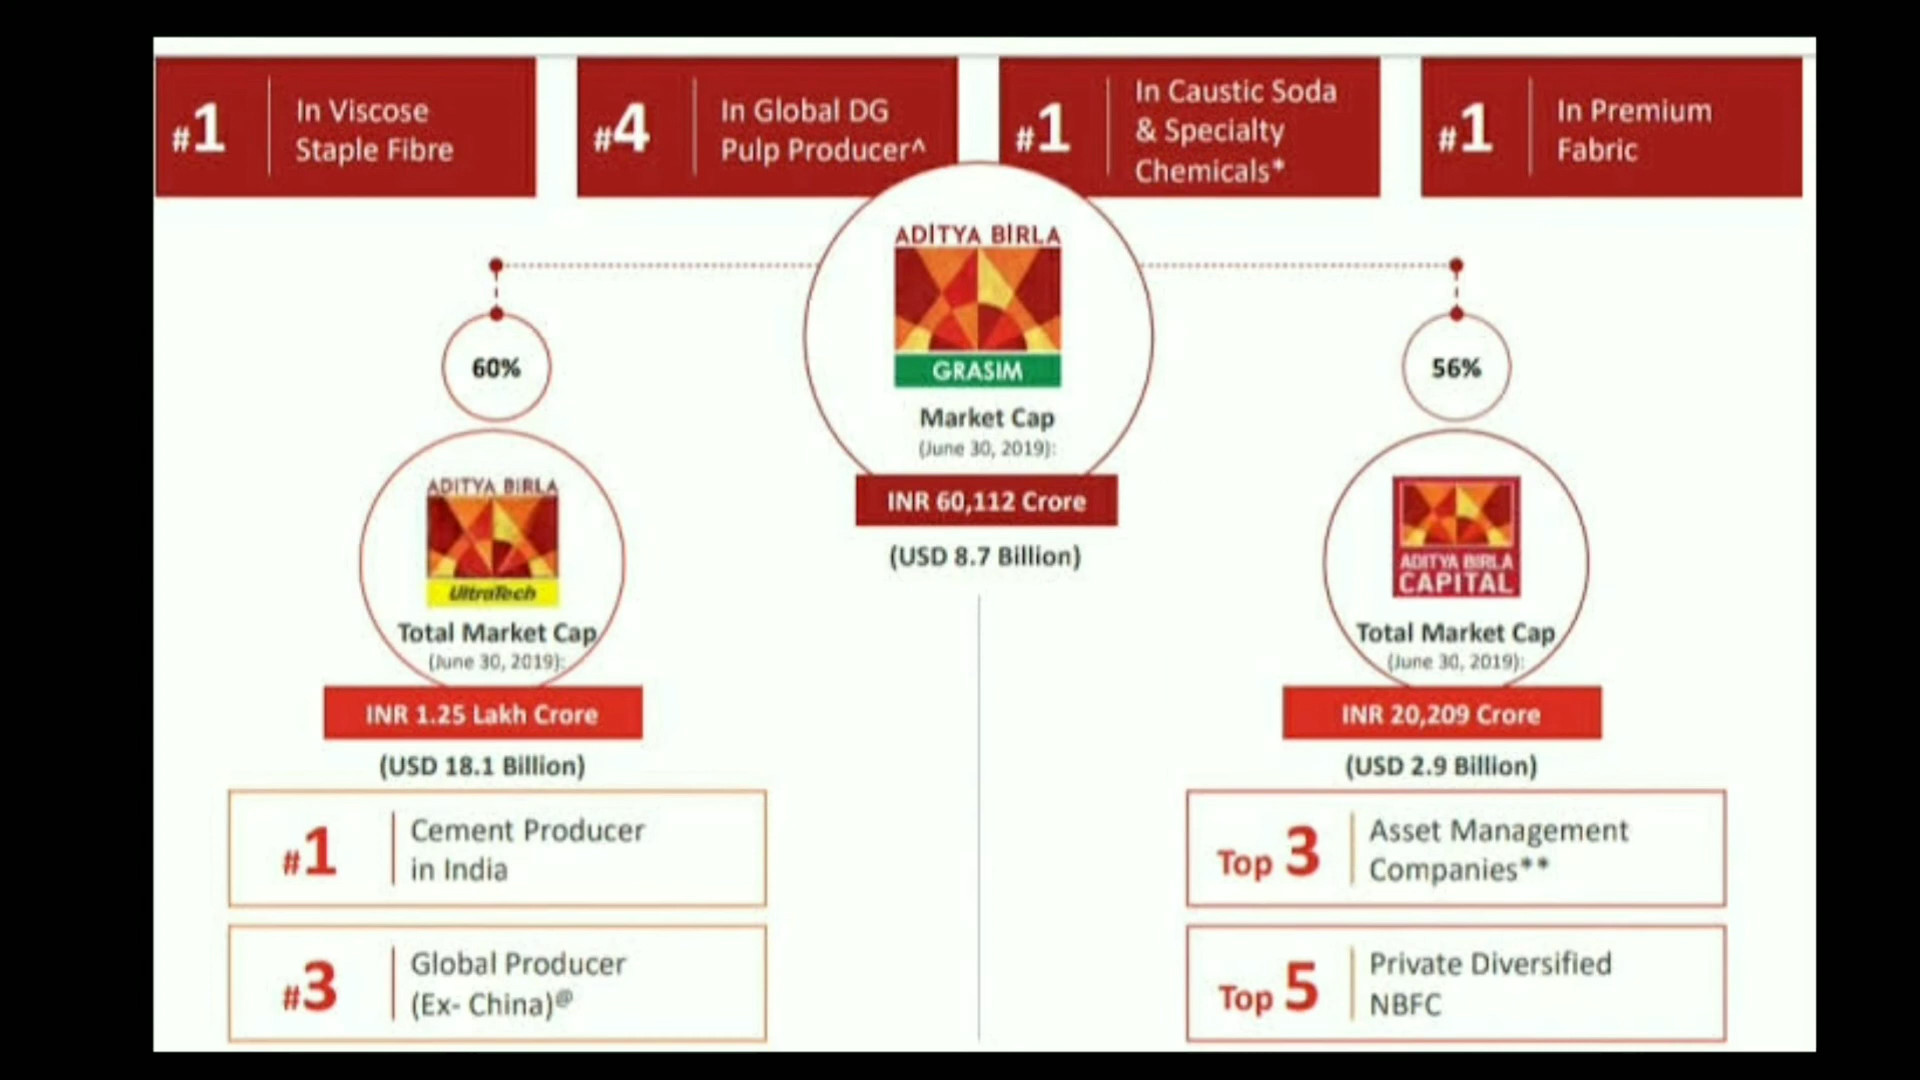 #1
In Viscose
Staple Fibre
#4
In Global DG
Pulp Producer^
#1
In Caustic Soda
& Specialty
Chemicals*
#1
In Premium
Fabric
ADITYA BIRLA
GRASIM
Market Cap
(June 30, 2019):
INR 60,112 Crore
(USD 8.7 Billion)
60%
ADITYA BIRLA
UltraTech
Total Market Cap
(June 30, 2019):
INR 1.25 Lakh Crore
(USD 18.1 Billion)
#1
Cement Producer
in India
#3
Global Producer
(Ex- China)@
56%
ADITYA BIRLA
CAPITAL
Total Market Cap
(June 30, 2019):
INR 20,209 Crore
(USD 2.9 Billion)
Top 3
Asset Management
Companies**
Top 5
Private Diversified
NBFC